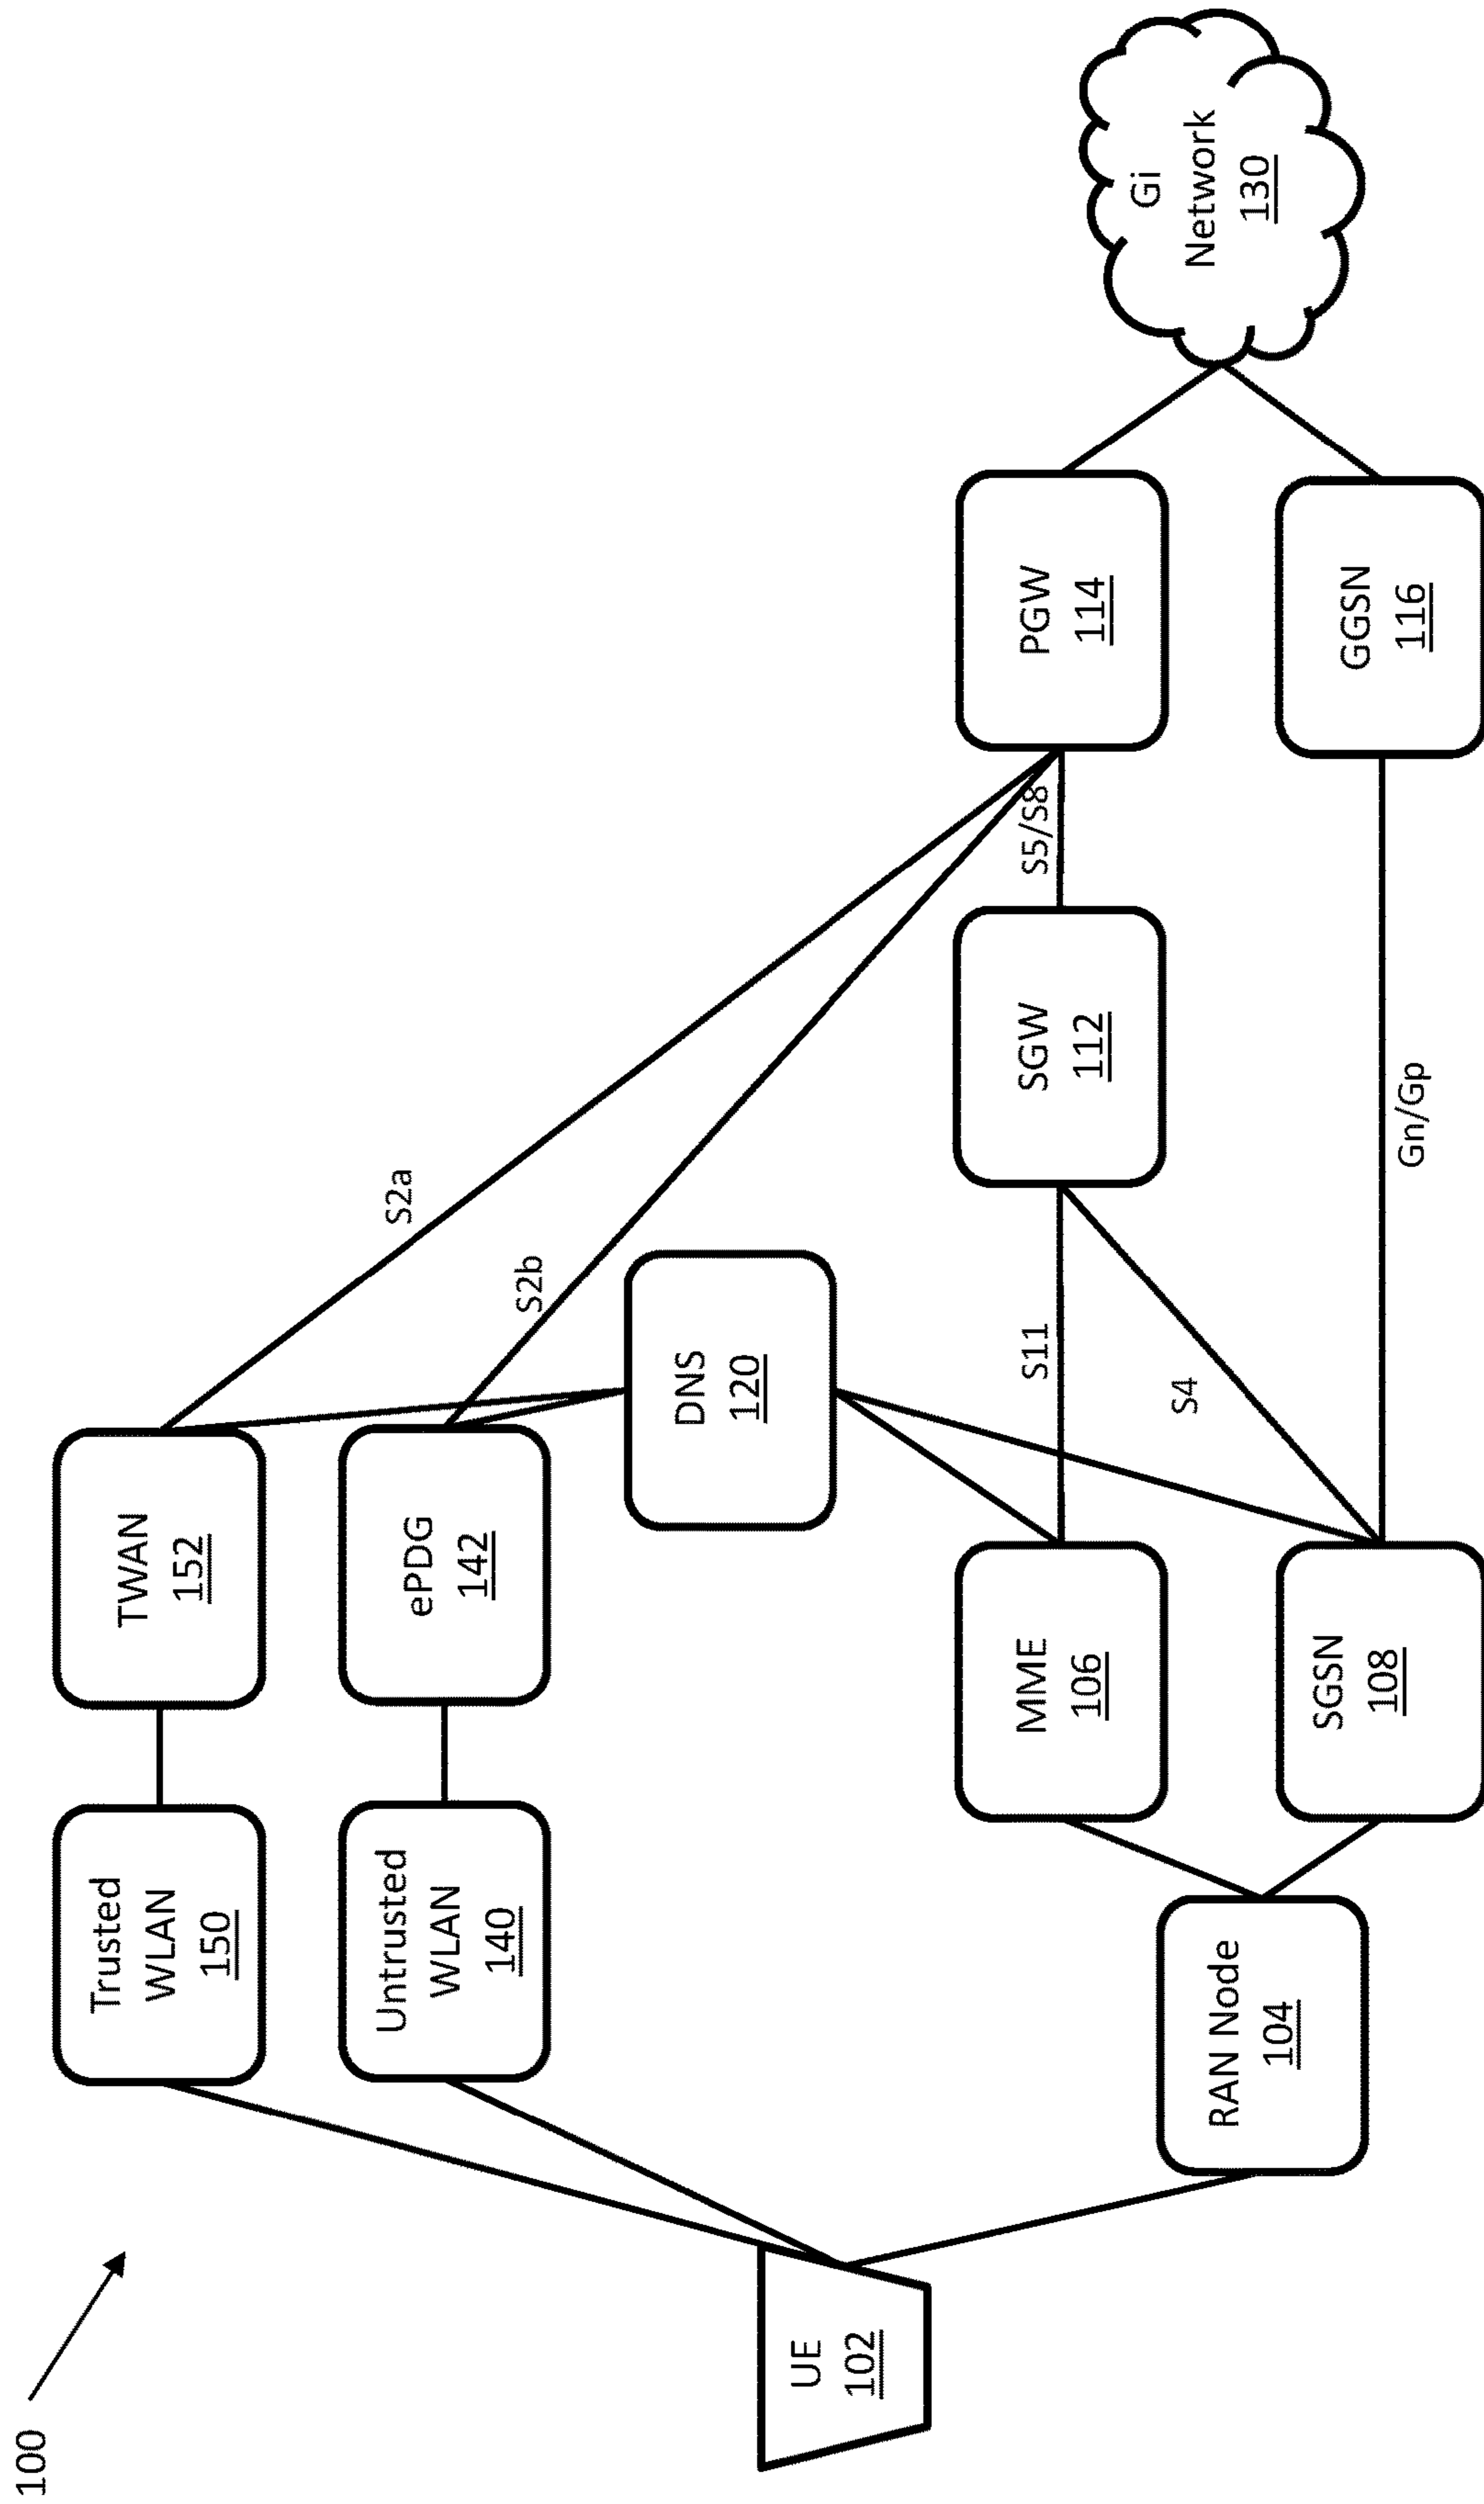 100
Trusted
WLAN
150
TWAN
152
S2a
Untrusted
WLAN
140
ePDG
142
S2b
DNS
120
UE
102
MME
106
S11
SGW
112
S5/S8
PGW
114
Gi
Network
130
S4
RAN Node
104
SGSN
108
Gn/Gp
GGSN
116